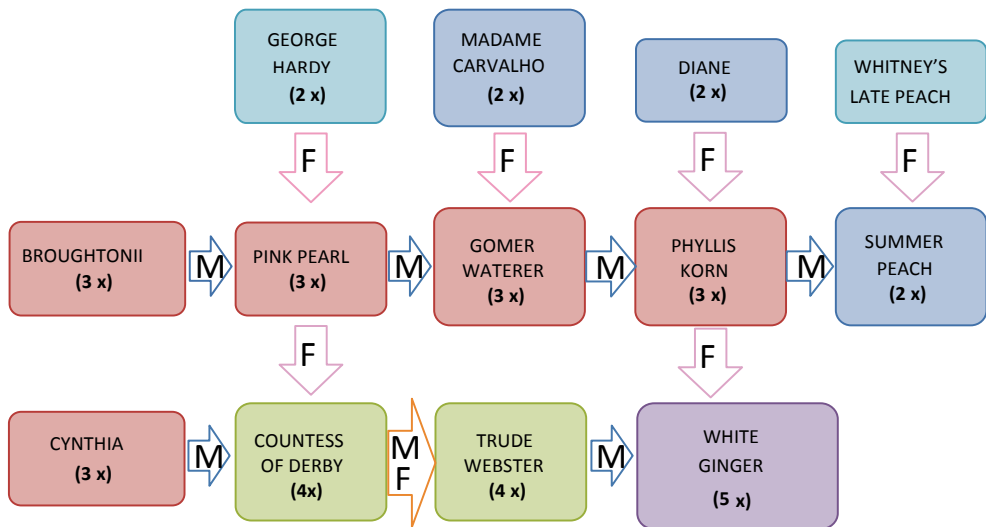 GEORGE
HARDY
(2 x)
MADAME
CARVALHO
(2 x)
DIANE
(2 x)
WHITNEY’S
LATE PEACH
F
F
F
F
BROUGHTONII
(3 x)
M
PINK PEARL
(3 x)
M
GOMER
WATERER
(3 x)
M
PHYLLIS
KORN
(3 x)
M
SUMMER
PEACH
(2 x)
F
F
CYNTHIA
(3 x)
M
COUNTESS
OF DERBY
(4x)
M
F
TRUDE
WEBSTER
(4 x)
M
WHITE
GINGER
(5 x)